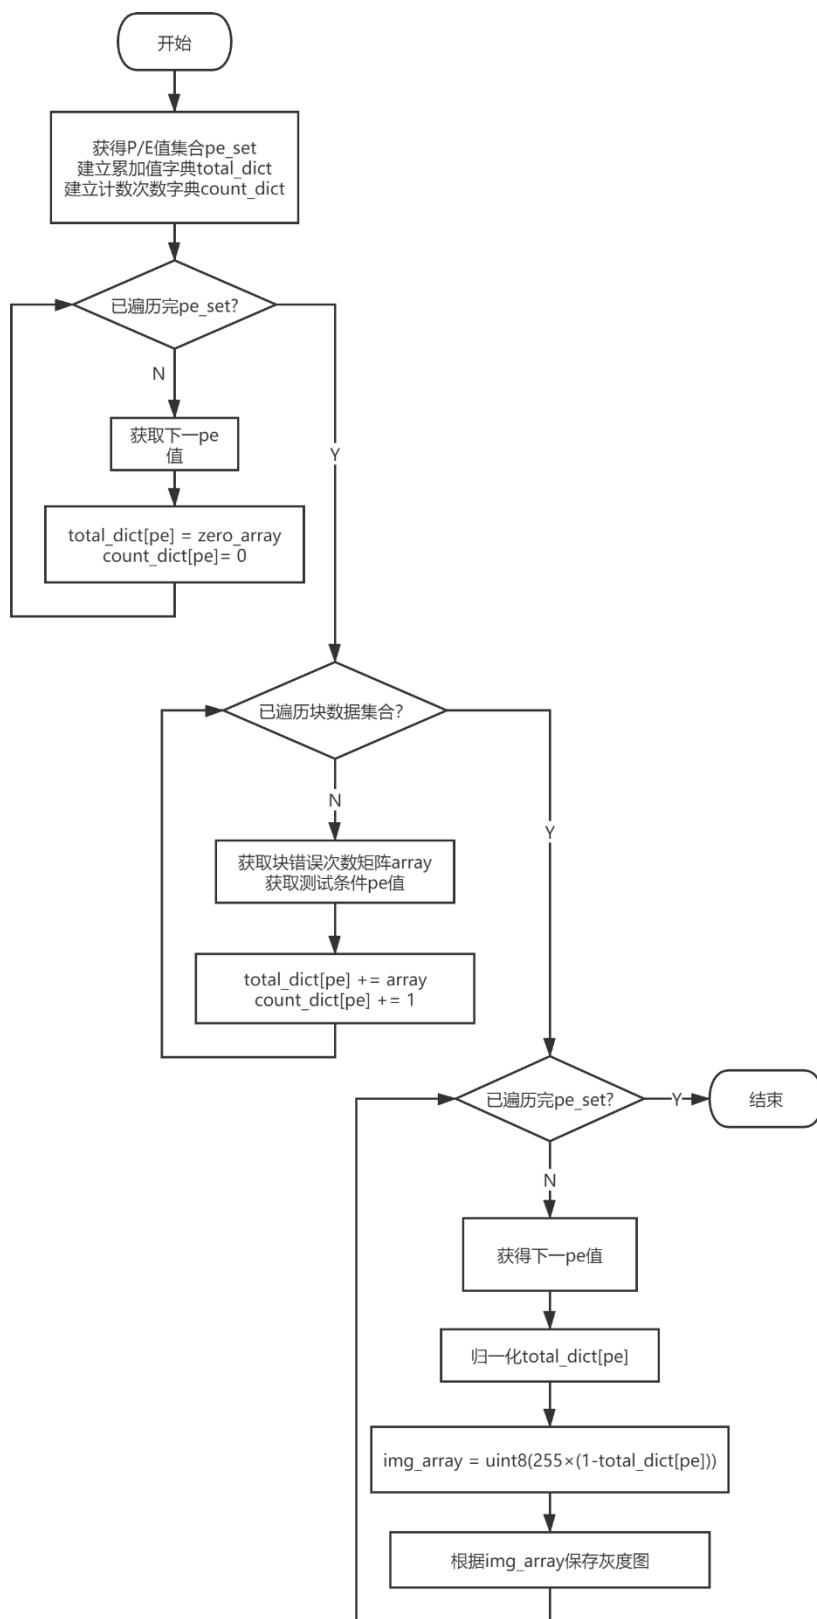 开始
获得P/E值集合pe_set
建立累加值字典total_dict
建立计数次数字典count_dict
已遍历完pe_set?
N
获取下一pe
值
Y
total_dict[pe] = zero_array
count_dict[pe]= 0
已遍历块数据集合?
N
Y
获取块错误次数矩阵array
获取测试条件pe值
total_dict[pe] += array
count_dict[pe] += 1
已遍历完pe_set?
Y
结束
N
获得下一pe值
归一化total_dict[pe]
img_array = uint8(255×(1-total_dict[pe]))
根据img_array保存灰度图